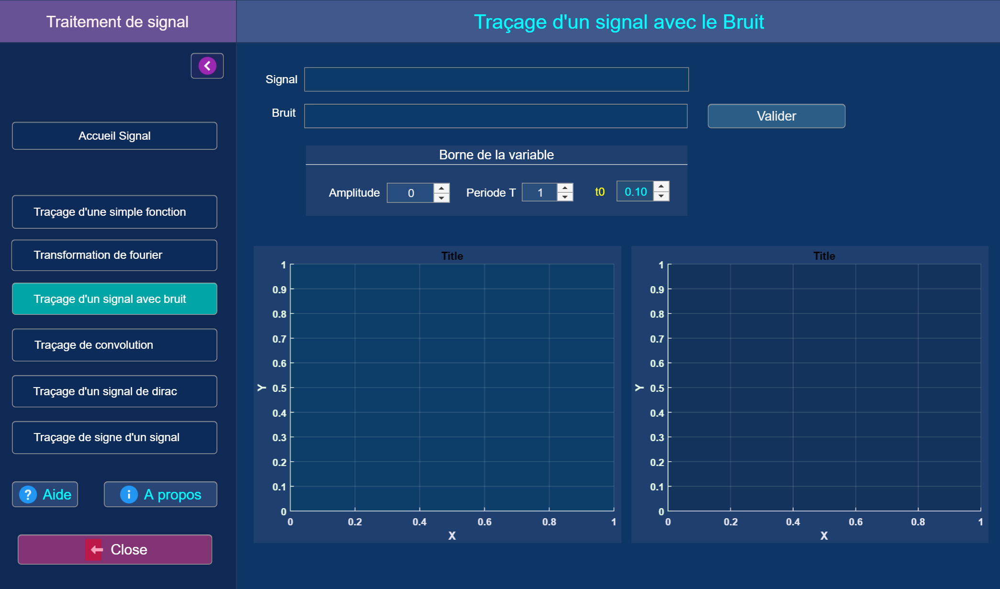 Traitement de signal
Traçage d'un signal avec le Bruit
Accueil Signal
Traçage d'une simple fonction
Transformation de fourier
Traçage d'un signal avec bruit
Traçage de convolution
Traçage d'un signal de dirac
Traçage de signe d'un signal
? Aide
i A propos
Close
Signal
Bruit
Valider
Borne de la variable
Amplitude 0 Periode T 1 t0 0.10
Title
1
0.9
0.8
0.7
0.6
Y 0.5
0.4
0.3
0.2
0.1
0
0 0.2 0.4 0.6 0.8 1
X
Title
1
0.9
0.8
0.7
0.6
Y 0.5
0.4
0.3
0.2
0.1
0
0 0.2 0.4 0.6 0.8 1
X